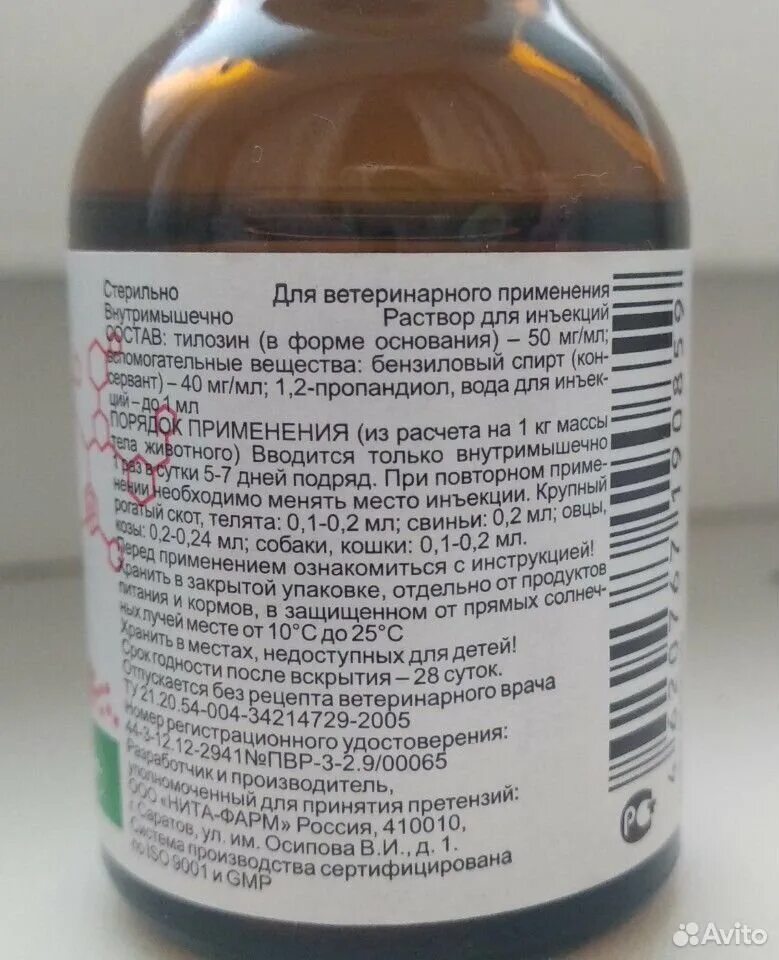 Стерильно Для ветеринарного применения
Внутримышечно Раствор для инъекций
СОСТАВ: тилозин (в форме основания) – 50 мг/мл;
вспомогательные вещества: бензиловый спирт (кон-
сервант) – 40 мг/мл; 1,2-пропандиол, вода для инъек-
ций – до 1 мл
ПОРЯДОК ПРИМЕНЕНИЯ (из расчета на 1 кг массы
тела животного) Вводится только внутримышечно
1 раз в сутки 5-7 дней подряд. При повторном приме-
нении необходимо менять место инъекции. Крупный
рогатый скот, телята: 0,1-0,2 мл; свиньи: 0,2 мл; овцы,
козы: 0,2-0,24 мл; собаки, кошки: 0,1-0,2 мл.
Перед применением ознакомиться с инструкцией!
Хранить в закрытой упаковке, отдельно от продуктов
питания и кормов, в защищенном от прямых солнеч-
ных лучей месте от 10°С до 25°С
Хранить в местах, недоступных для детей!
Срок годности после вскрытия – 28 суток.
Отпускается без рецепта ветеринарного врача
ТУ 21.20.54-004-34214729-2005
Номер регистрационного удостоверения:
44-3-12.12-2941№ПВР-3-2.9/00065
Разработчик и производитель,
уполномоченный для принятия претензий:
ООО «НИТА-ФАРМ» Россия, 410010,
г. Саратов, ул. им. Осипова В.И., д. 1.
Система производства сертифицирована
по ISO 9001 и GMP
4620767190859
РСТ
Avito